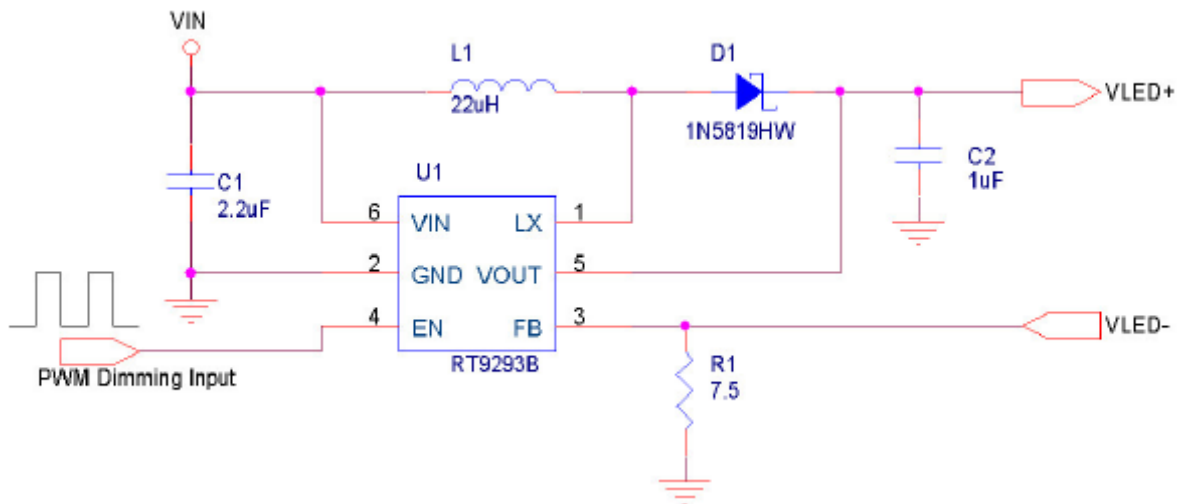 VIN
L1
22uH
D1
1N5819HW
VLED+
C1
2.2uF
C2
1uF
U1
6 VIN LX 1
2 GND VOUT 5
4 EN FB 3
RT9293B
VLED-
PWM Dimming Input
R1
7.5